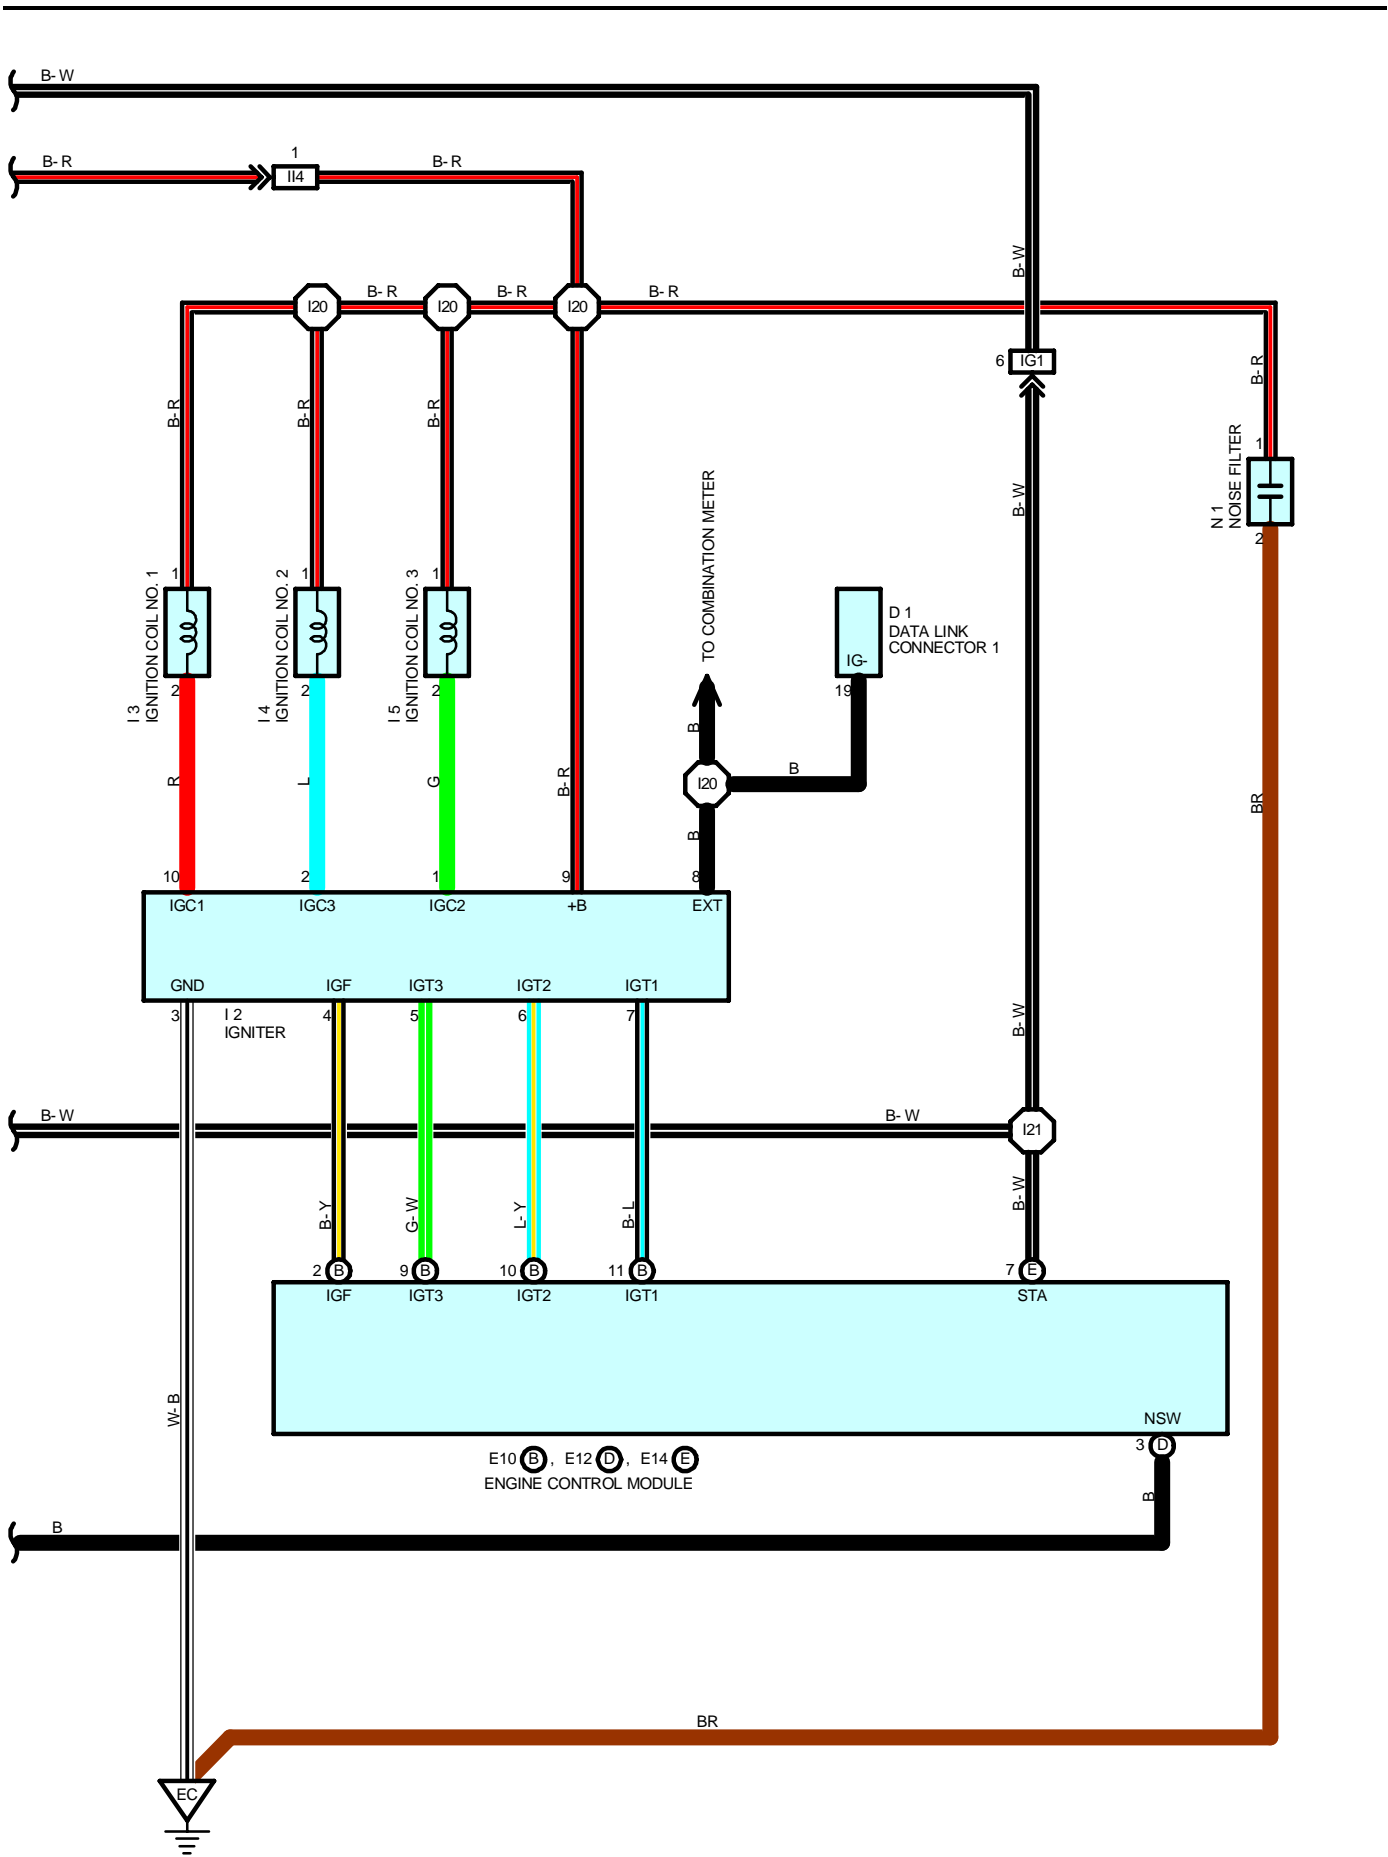 B- W
B- R
1
II4
B- R
B- W
I20
B- R
I20
B- R
I20
B- R
6
IG1
B- R
B- R
B- R
B- R
B- W
1
N 1
NOISE FILTER
2
TO COMBINATION METER
1
1
1
I 3
IGNITION COIL NO. 1
I 4
IGNITION COIL NO. 2
I 5
IGNITION COIL NO. 3
2
2
2
D 1
DATA LINK
CONNECTOR 1
IG-
19
B
B
I20
R
L
G
B- R
B
BR
10
2
1
9
8
IGC1
IGC3
IGC2
+B
EXT
GND
IGF
IGT3
IGT2
IGT1
3
I 2
IGNITER
4
5
6
7
B- W
B- W
B- W
I21
B- Y
G- W
L- Y
B- L
B- W
2
B
9
B
10
B
11
B
7
E
IGF
IGT3
IGT2
IGT1
STA
W- B
NSW
3
D
E10 B , E12 D , E14 E
ENGINE CONTROL MODULE
B
B
BR
EC